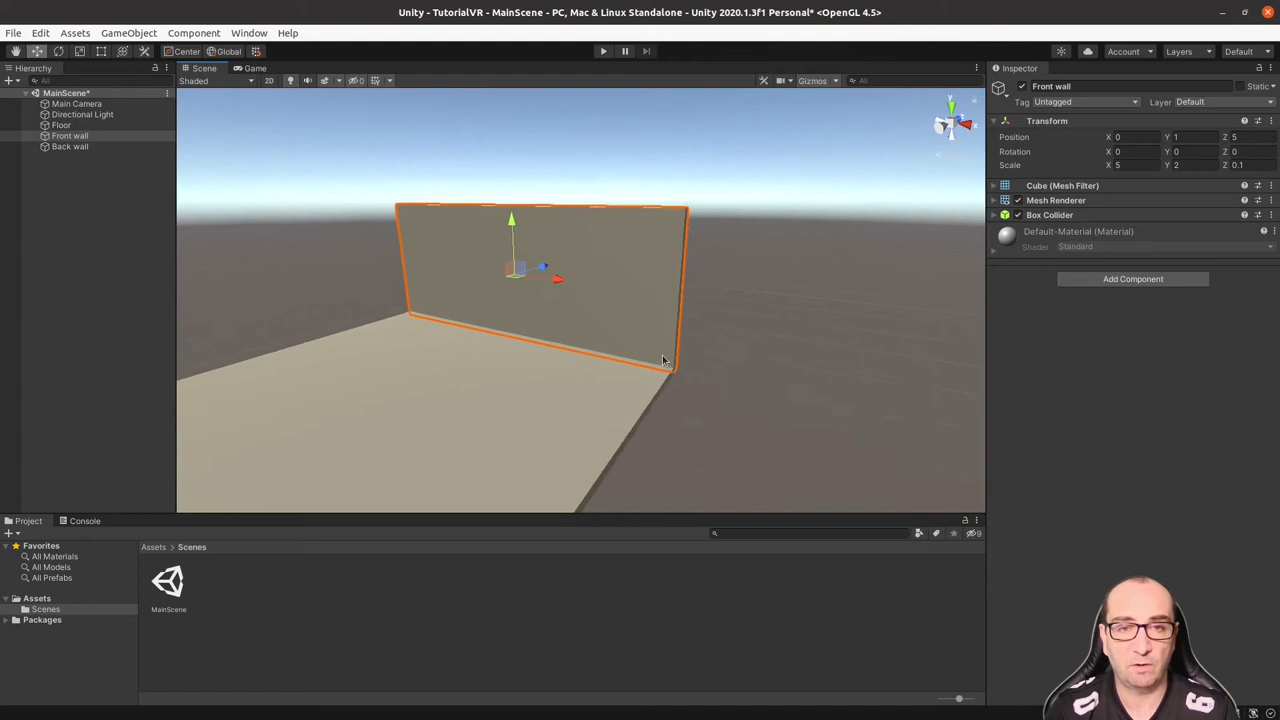 Unity - TutorialVR - MainScene - PC, Mac & Linux Standalone - Unity 2020.1.3f1 Personal* <OpenGL 4.5>
File Edit Assets GameObject Component Window Help
Center Global Account Layers Default
Hierarchy Scene Game Inspector
All Shaded 2D 0 Gizmos All Front wall Static
MainScene* Tag Untagged Layer Default
Main Camera
Directional Light y x Transform
Floor
Front wall Position X 0 Y 1 Z 5
Back wall Rotation X 0 Y 0 Z 0
Scale X 5 Y 2 Z 0.1
Cube (Mesh Filter)
Mesh Renderer
Box Collider
Default-Material (Material)
Shader Standard
Add Component
Project Console
9
Favorites Assets > Scenes
All Materials
All Models
All Prefabs
Assets
Scenes MainScene
Packages